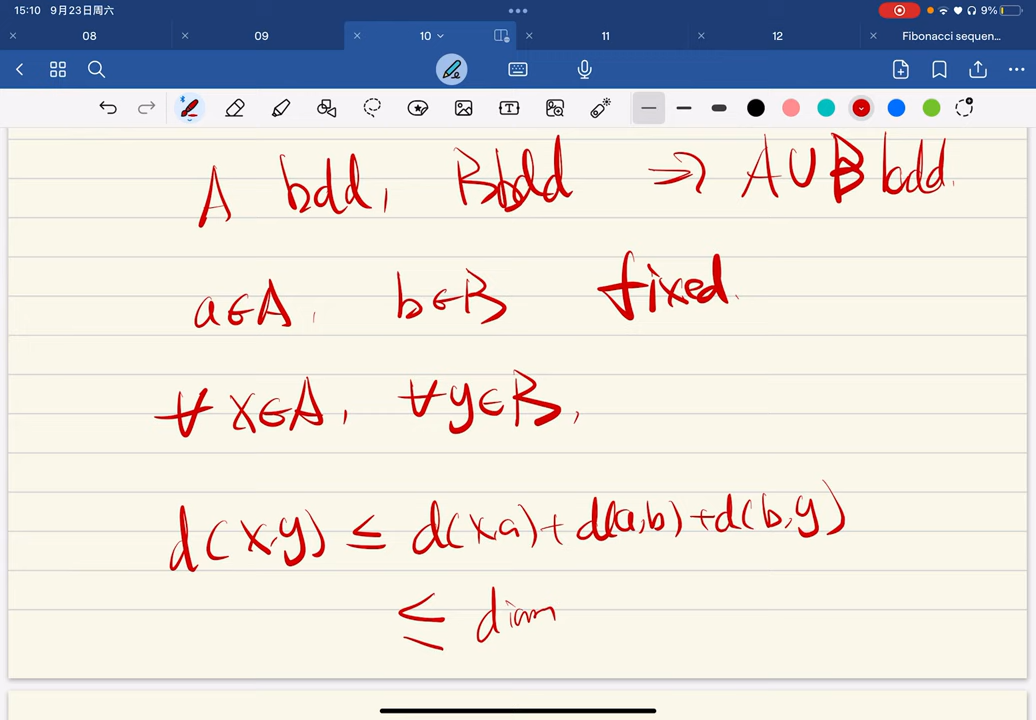 15:10 9月23日周六 9%
08 09 10 11 12 Fibonacci sequen...
A bdd, B bdd ⇒ A∪B bdd.
a∈A, b∈B fixed.
∀ x∈A, ∀y∈B,
d(x,y) ≤ d(x,a)+d(a,b)+d(b,y)
≤ diam